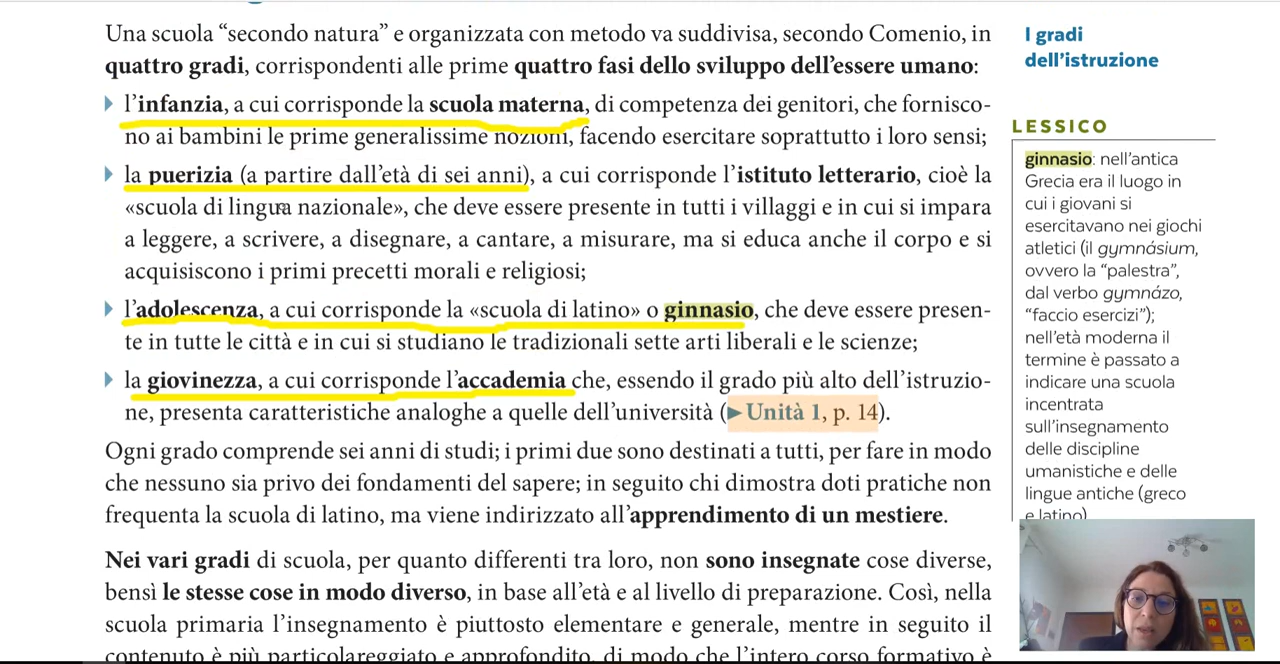 Una scuola “secondo natura” e organizzata con metodo va suddivisa, secondo Comenio, in
quattro gradi, corrispondenti alle prime quattro fasi dello sviluppo dell’essere umano:
l’infanzia, a cui corrisponde la scuola materna, di competenza dei genitori, che fornisco-
no ai bambini le prime generalissime nozioni, facendo esercitare soprattutto i loro sensi;
la puerizia (a partire dall’età di sei anni), a cui corrisponde l’istituto letterario, cioè la
«scuola di lingua nazionale», che deve essere presente in tutti i villaggi e in cui si impara
a leggere, a scrivere, a disegnare, a cantare, a misurare, ma si educa anche il corpo e si
acquisiscono i primi precetti morali e religiosi;
l’adolescenza, a cui corrisponde la «scuola di latino» o ginnasio, che deve essere presen-
te in tutte le città e in cui si studiano le tradizionali sette arti liberali e le scienze;
la giovinezza, a cui corrisponde l’accademia che, essendo il grado più alto dell’istruzio-
ne, presenta caratteristiche analoghe a quelle dell’università (▶ Unità 1, p. 14).
Ogni grado comprende sei anni di studi; i primi due sono destinati a tutti, per fare in modo
che nessuno sia privo dei fondamenti del sapere; in seguito chi dimostra doti pratiche non
frequenta la scuola di latino, ma viene indirizzato all’apprendimento di un mestiere.
Nei vari gradi di scuola, per quanto differenti tra loro, non sono insegnate cose diverse,
bensì le stesse cose in modo diverso, in base all’età e al livello di preparazione. Così, nella
scuola primaria l’insegnamento è piuttosto elementare e generale, mentre in seguito il
contenuto è più particolareggiato e approfondito, di modo che l’intero corso formativo è
I gradi
dell’istruzione
LESSICO
ginnasio: nell’antica
Grecia era il luogo in
cui i giovani si
esercitavano nei giochi
atletici (il gymnásium,
ovvero la “palestra”,
dal verbo gymnázo,
“faccio esercizi”);
nell’età moderna il
termine è passato a
indicare una scuola
incentrata
sull’insegnamento
delle discipline
umanistiche e delle
lingue antiche (greco
e latino)